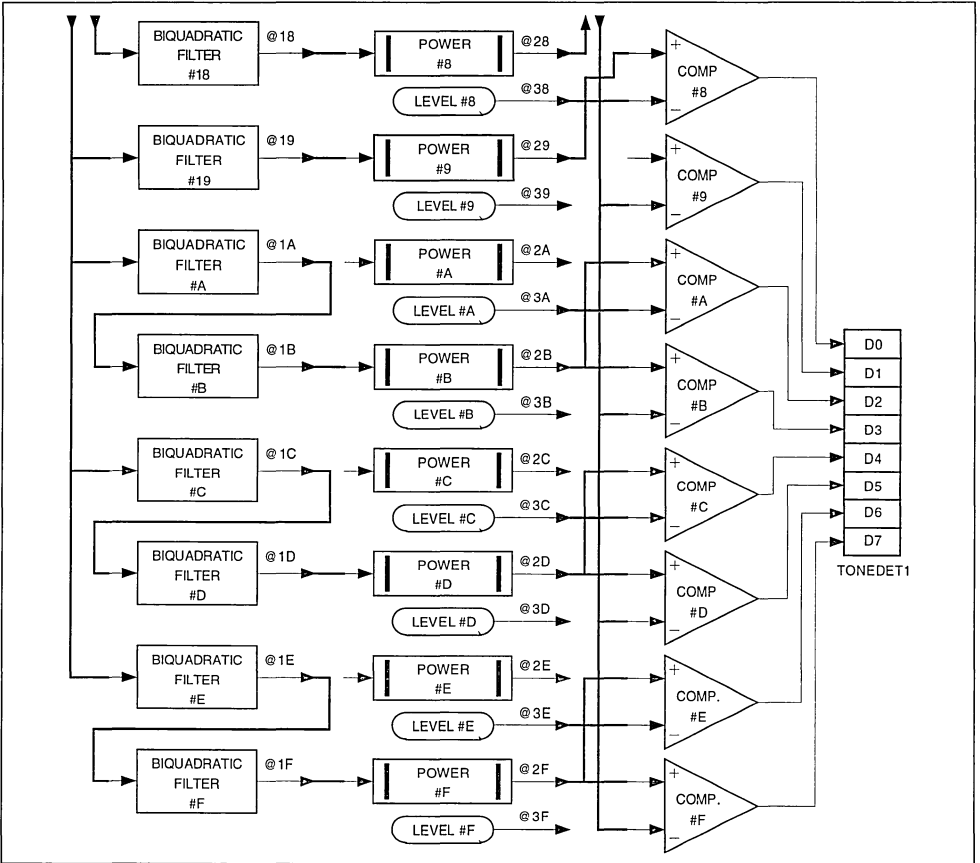 BIQUADRATIC
FILTER
#18
@18
POWER
#8
@28
LEVEL #8
@38
+
−
COMP
#8
BIQUADRATIC
FILTER
#19
@19
POWER
#9
@29
LEVEL #9
@39
+
−
COMP
#9
BIQUADRATIC
FILTER
#A
@1A
POWER
#A
@2A
LEVEL #A
@3A
+
−
COMP
#A
BIQUADRATIC
FILTER
#B
@1B
POWER
#B
@2B
LEVEL #B
@3B
+
−
COMP
#B
BIQUADRATIC
FILTER
#C
@1C
POWER
#C
@2C
LEVEL #C
@3C
+
−
COMP
#C
BIQUADRATIC
FILTER
#D
@1D
POWER
#D
@2D
LEVEL #D
@3D
+
−
COMP
#D
BIQUADRATIC
FILTER
#E
@1E
POWER
#E
@2E
LEVEL #E
@3E
+
−
COMP.
#E
BIQUADRATIC
FILTER
#F
@1F
POWER
#F
@2F
LEVEL #F
@3F
+
−
COMP.
#F
D0
D1
D2
D3
D4
D5
D6
D7
TONEDET1